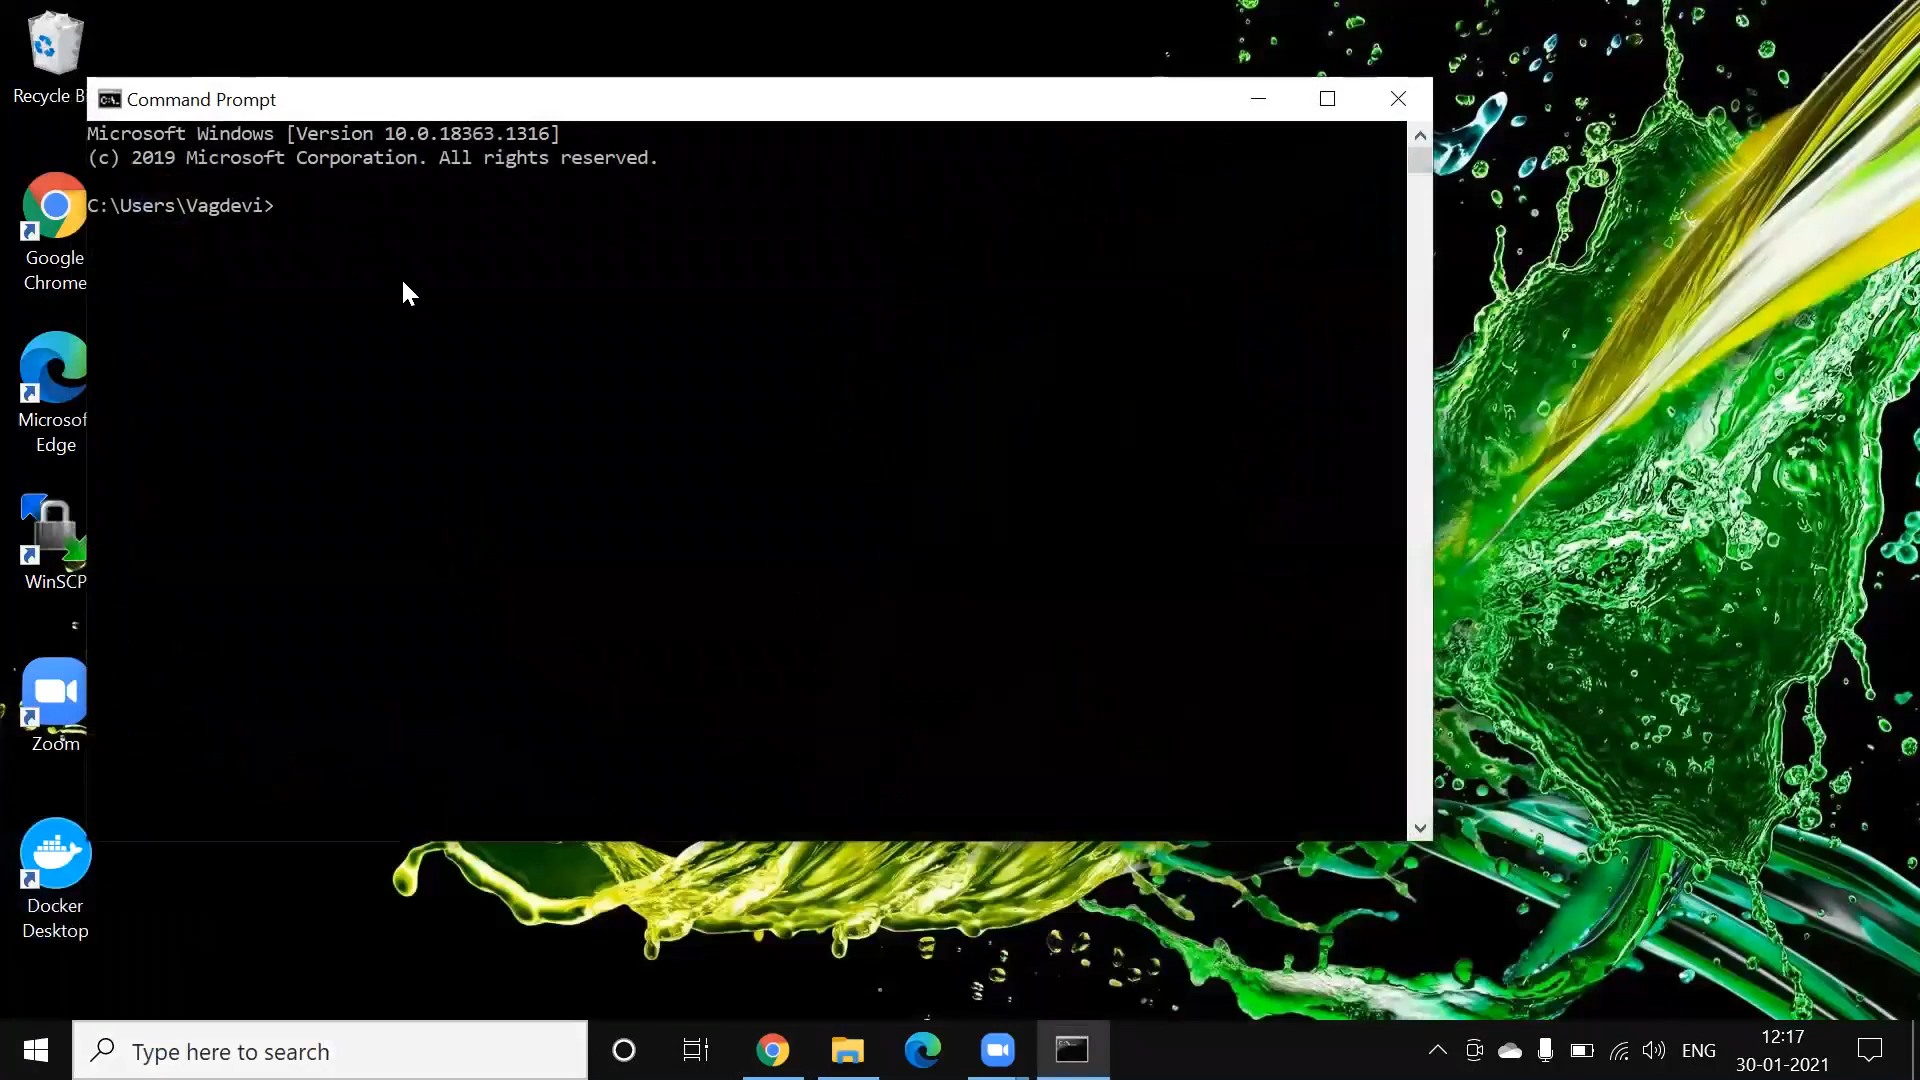 Recycle B
Command Prompt
Microsoft Windows [Version 10.0.18363.1316]
(c) 2019 Microsoft Corporation. All rights reserved.
C:\Users\Vagdevi>
Google
Chrome
Microsof
Edge
WinSCP
Zoom
Docker
Desktop
Type here to search
ENG
12:17
30-01-2021